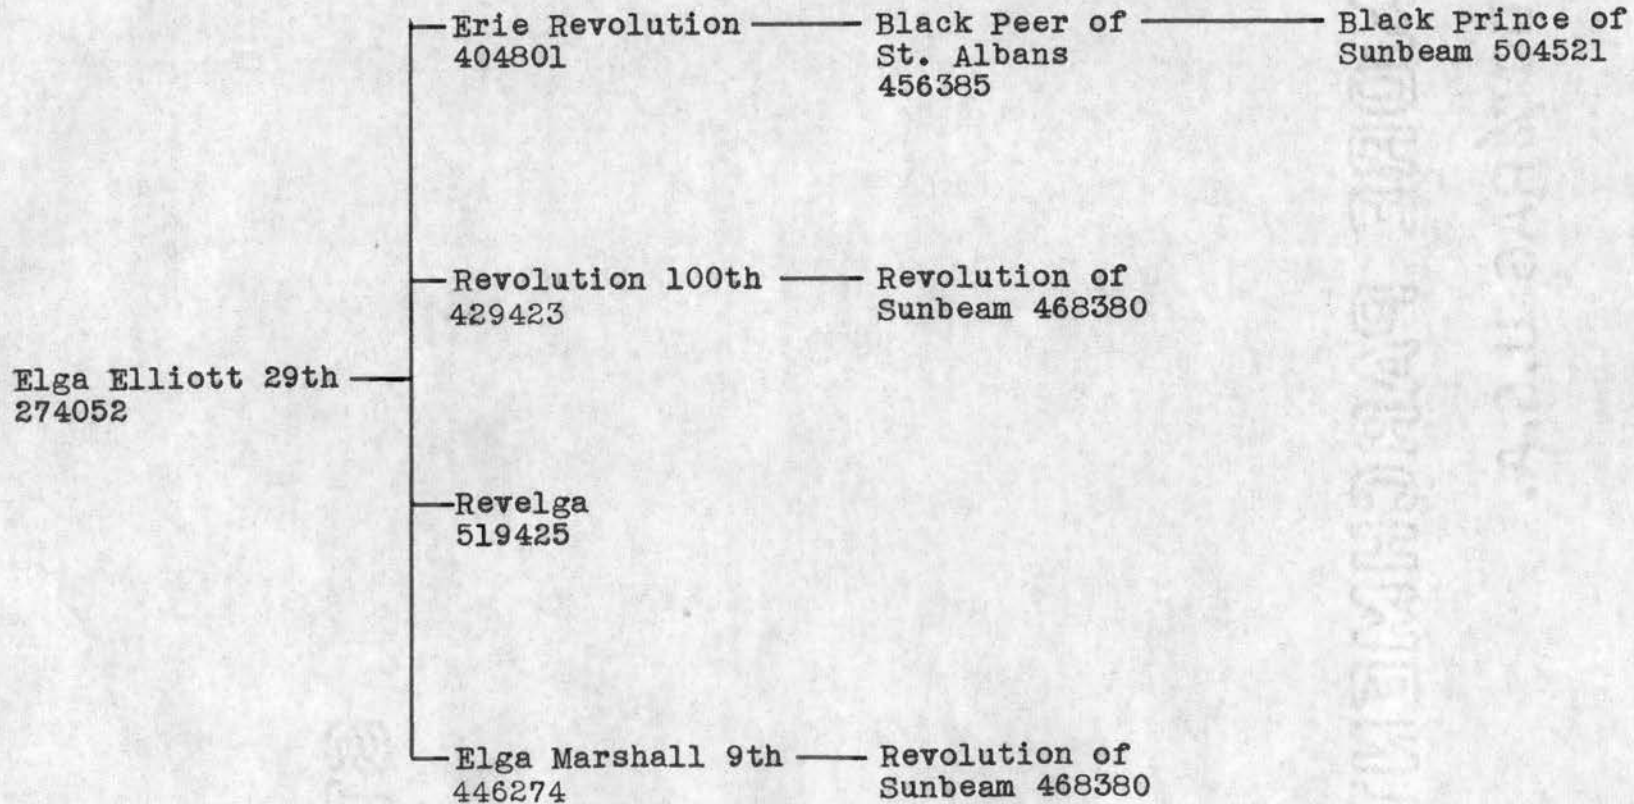 Erie Revolution
404801
Black Peer of
St. Albans
456385
Black Prince of
Sunbeam 504521
Revolution 100th
429423
Revolution of
Sunbeam 468380
Elga Elliott 29th
274052
Revelga
519425
Elga Marshall 9th
446274
Revolution of
Sunbeam 468380